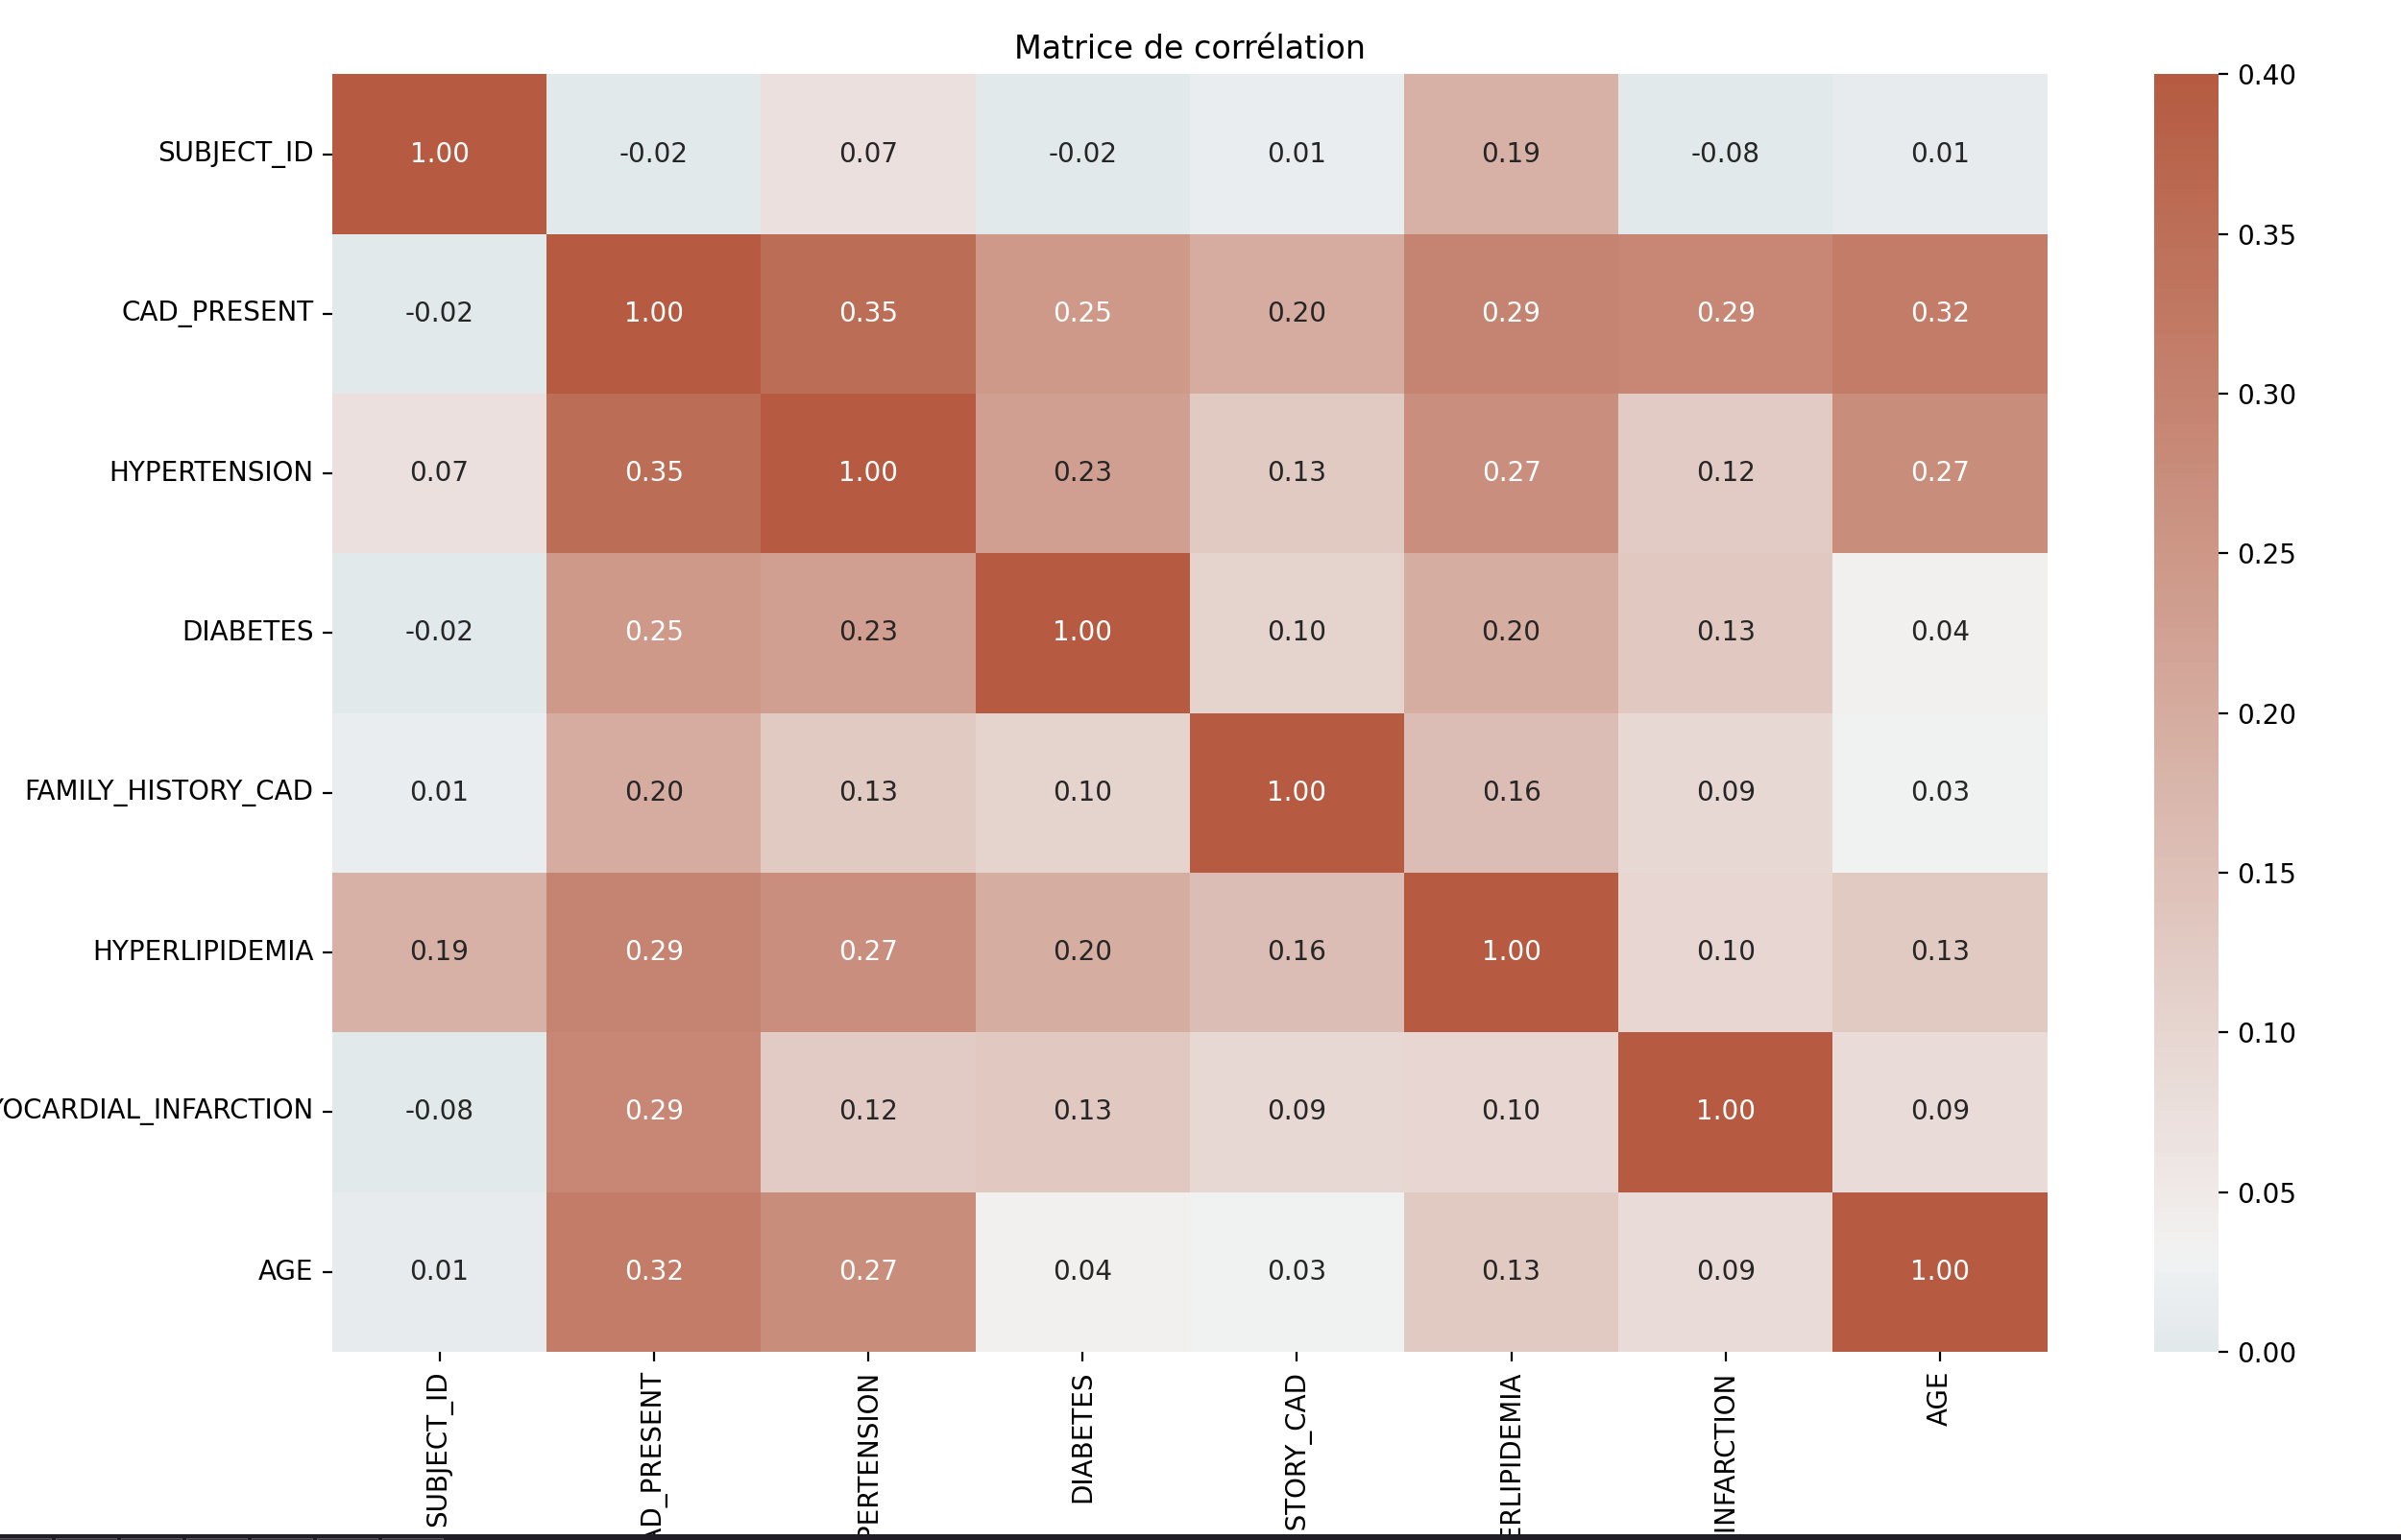 Matrice de corrélation
SUBJECT_ID 1.00 -0.02 0.07 -0.02 0.01 0.19 -0.08 0.01
CAD_PRESENT -0.02 1.00 0.35 0.25 0.20 0.29 0.29 0.32
HYPERTENSION 0.07 0.35 1.00 0.23 0.13 0.27 0.12 0.27
DIABETES -0.02 0.25 0.23 1.00 0.10 0.20 0.13 0.04
FAMILY_HISTORY_CAD 0.01 0.20 0.13 0.10 1.00 0.16 0.09 0.03
HYPERLIPIDEMIA 0.19 0.29 0.27 0.20 0.16 1.00 0.10 0.13
YOCARDIAL_INFARCTION -0.08 0.29 0.12 0.13 0.09 0.10 1.00 0.09
AGE 0.01 0.32 0.27 0.04 0.03 0.13 0.09 1.00
SUBJECT_ID
AD_PRESENT
PERTENSION
DIABETES
STORY_CAD
ERLIPIDEMIA
INFARCTION
AGE
0.40
0.35
0.30
0.25
0.20
0.15
0.10
0.05
0.00